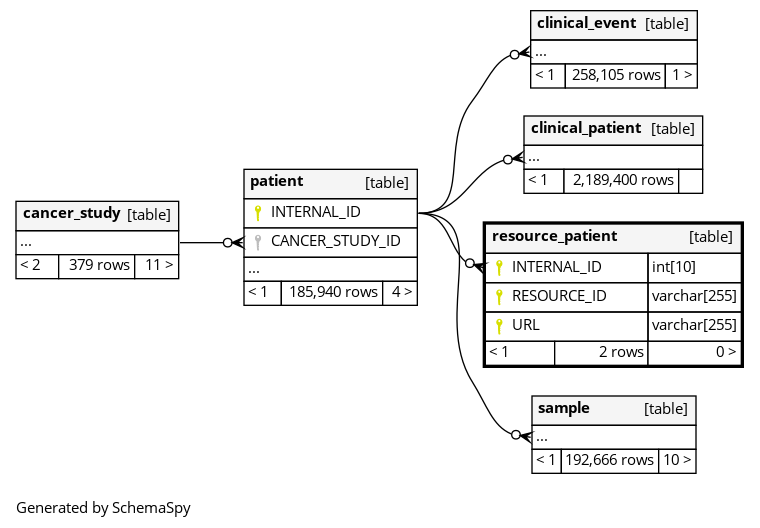 clinical_event [table]
...
< 1 258,105 rows 1 >
clinical_patient [table]
...
< 1 2,189,400 rows
patient [table]
INTERNAL_ID
CANCER_STUDY_ID
...
< 1 185,940 rows 4 >
cancer_study [table]
...
< 2 379 rows 11 >
resource_patient [table]
INTERNAL_ID int[10]
RESOURCE_ID varchar[255]
URL varchar[255]
< 1 2 rows 0 >
sample [table]
...
< 1 192,666 rows 10 >
Generated by SchemaSpy